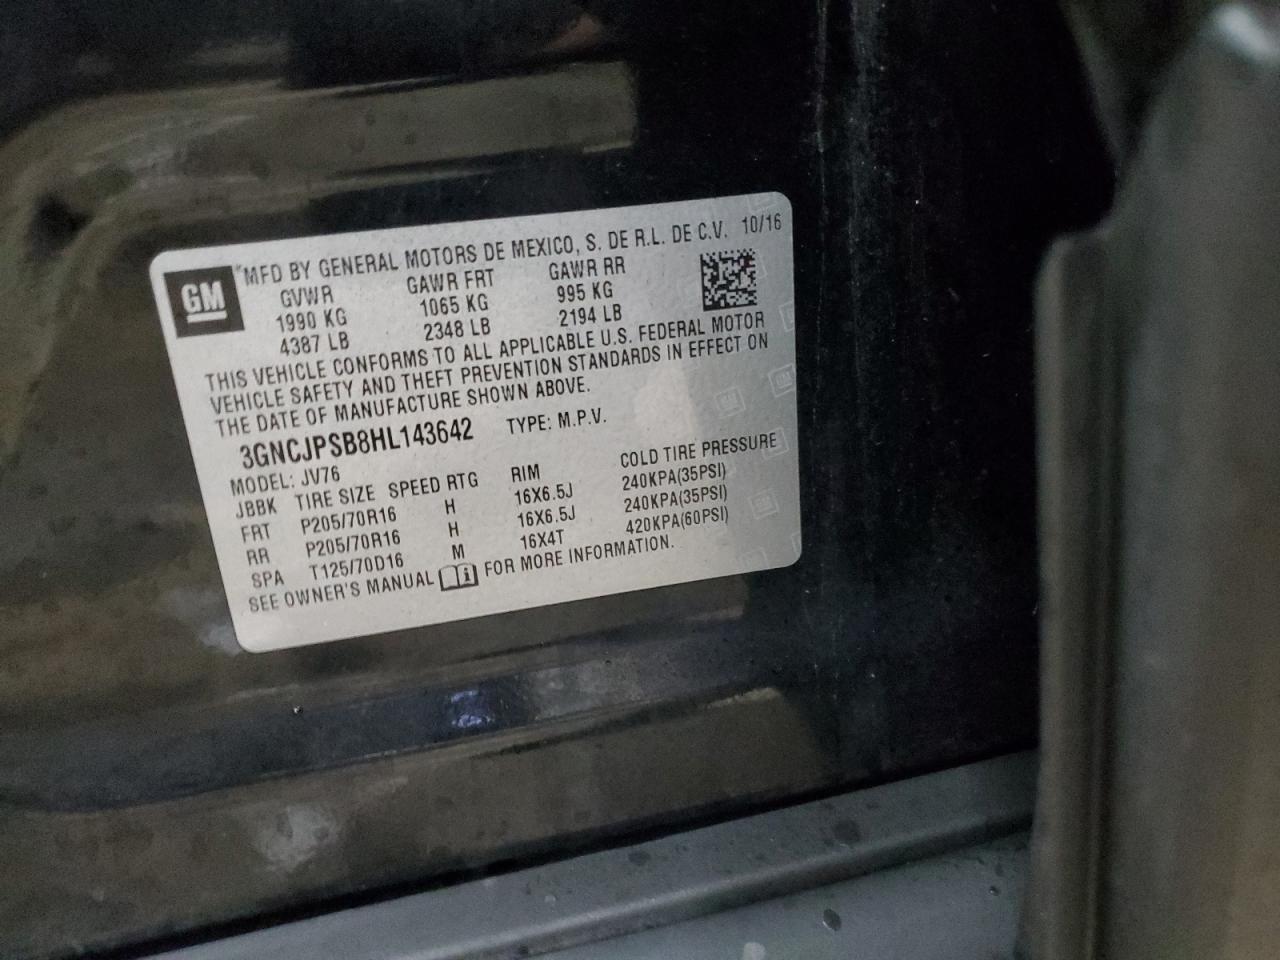 GM
MFD BY GENERAL MOTORS DE MEXICO, S. DE R.L. DE C.V. 10/16
GVWR GAWR FRT GAWR RR
1990 KG 1065 KG 995 KG
4387 LB 2348 LB 2194 LB
THIS VEHICLE CONFORMS TO ALL APPLICABLE U.S. FEDERAL MOTOR
VEHICLE SAFETY AND THEFT PREVENTION STANDARDS IN EFFECT ON
THE DATE OF MANUFACTURE SHOWN ABOVE.
3GNCJPSB8HL143642 TYPE: M.P.V.
MODEL: JV76
JBBK TIRE SIZE SPEED RTG RIM COLD TIRE PRESSURE
FRT P205/70R16 H 16X6.5J 240KPA(35PSI)
RR P205/70R16 H 16X6.5J 240KPA(35PSI)
SPA T125/70D16 M 16X4T 420KPA(60PSI)
SEE OWNER'S MANUAL FOR MORE INFORMATION.